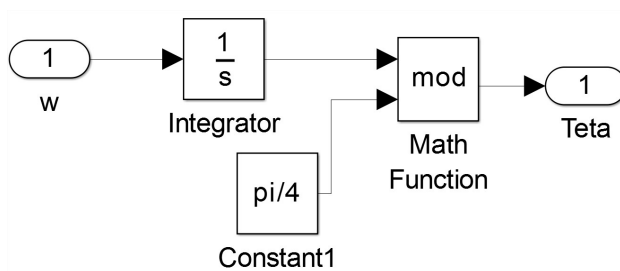 1
w
1
s
Integrator
pi/4
Constant1
mod
Math
Function
1
Teta